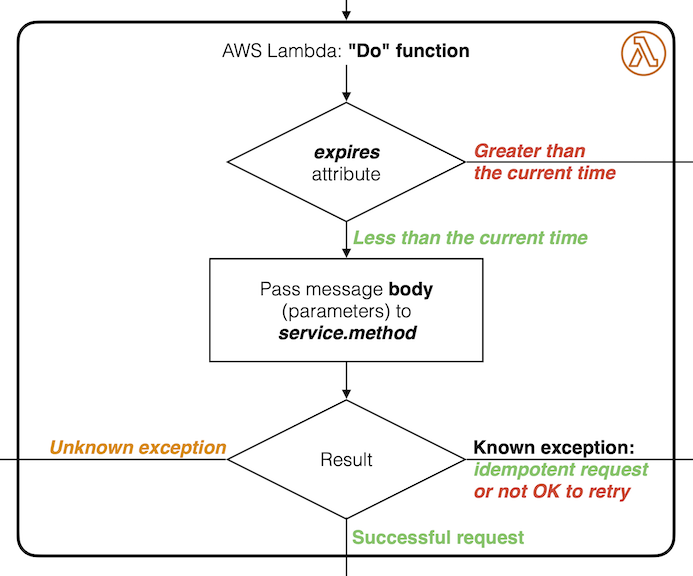 AWS Lambda: "Do" function
expires
attribute
Greater than
the current time
Less than the current time
Pass message body
(parameters) to
service.method
Unknown exception
Result
Known exception:
idempotent request
or not OK to retry
Successful request